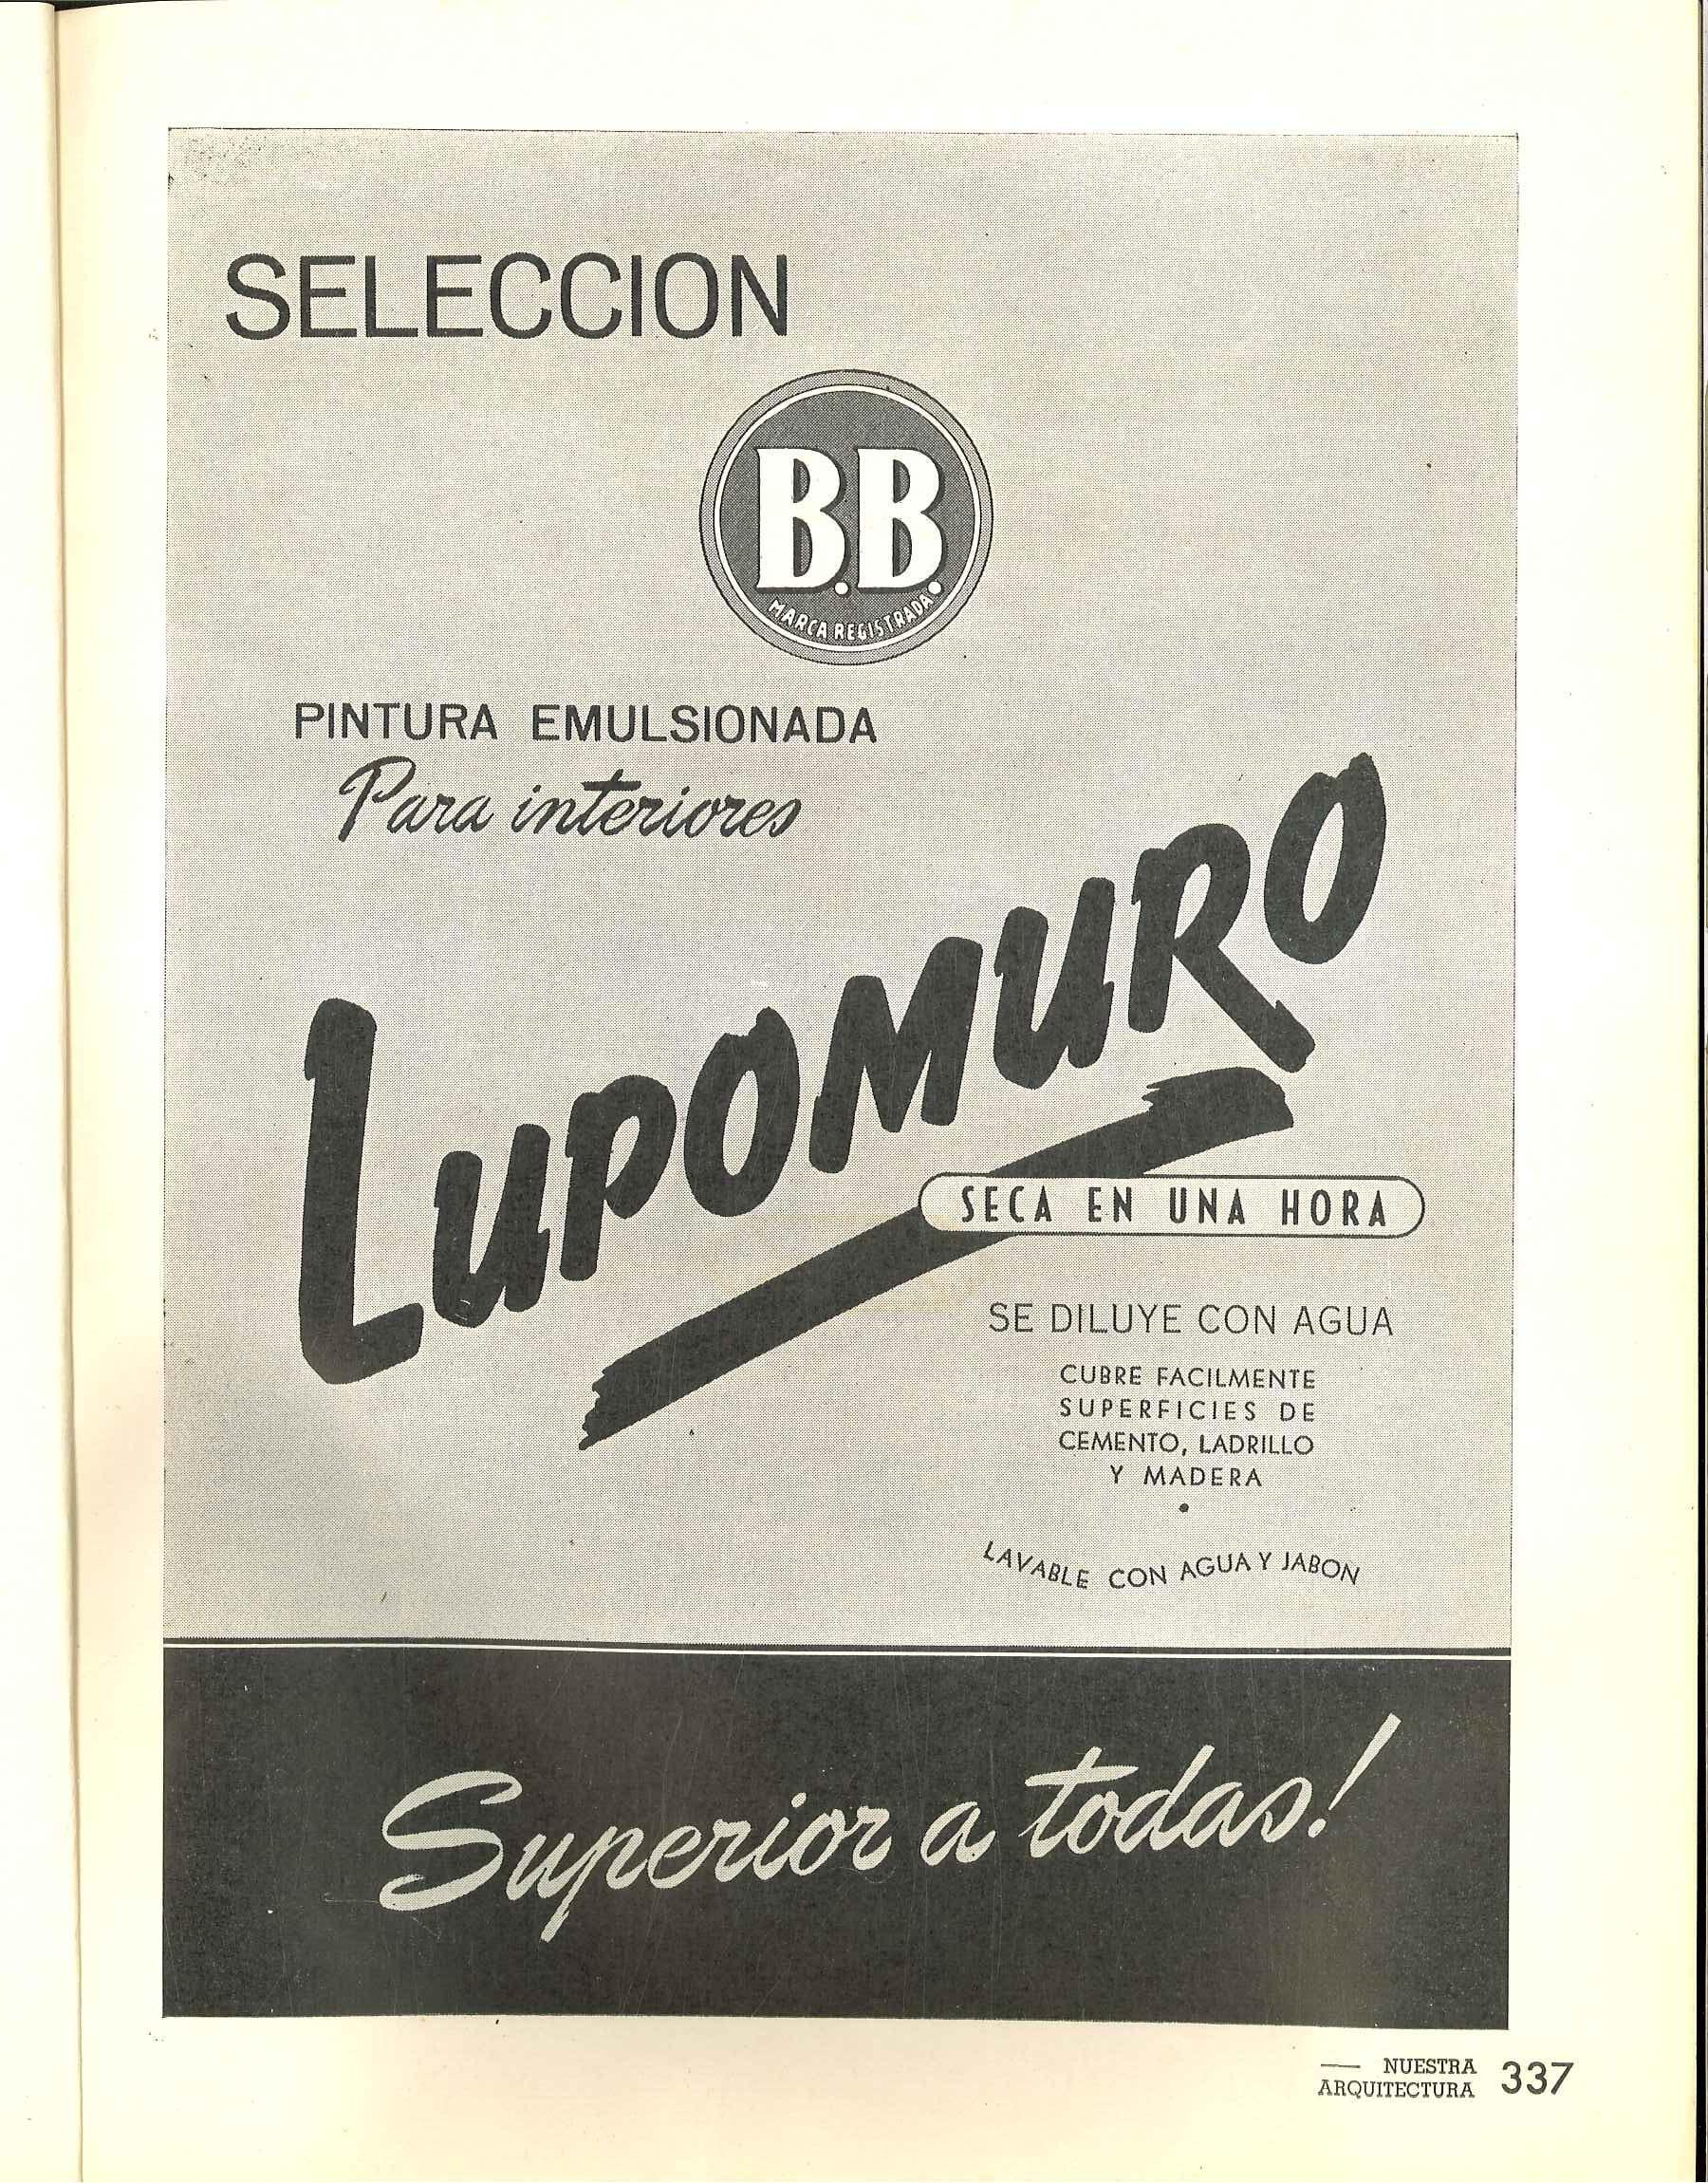 SELECCION
B.B.
MARCA REGISTRADA
PINTURA EMULSIONADA
Para interiores
LUPOMURO
SECA EN UNA HORA
SE DILUYE CON AGUA
CUBRE FACILMENTE
SUPERFICIES DE
CEMENTO, LADRILLO
Y MADERA
•
LAVABLE CON AGUA Y JABON
Superior a todas!
— NUESTRA
ARQUITECTURA 337